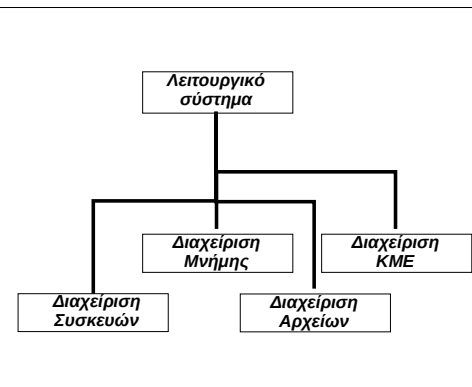 Λειτουργικό
σύστημα
Διαχείριση
Μνήμης
Διαχείριση
ΚΜΕ
Διαχείριση
Συσκευών
Διαχείριση
Αρχείων